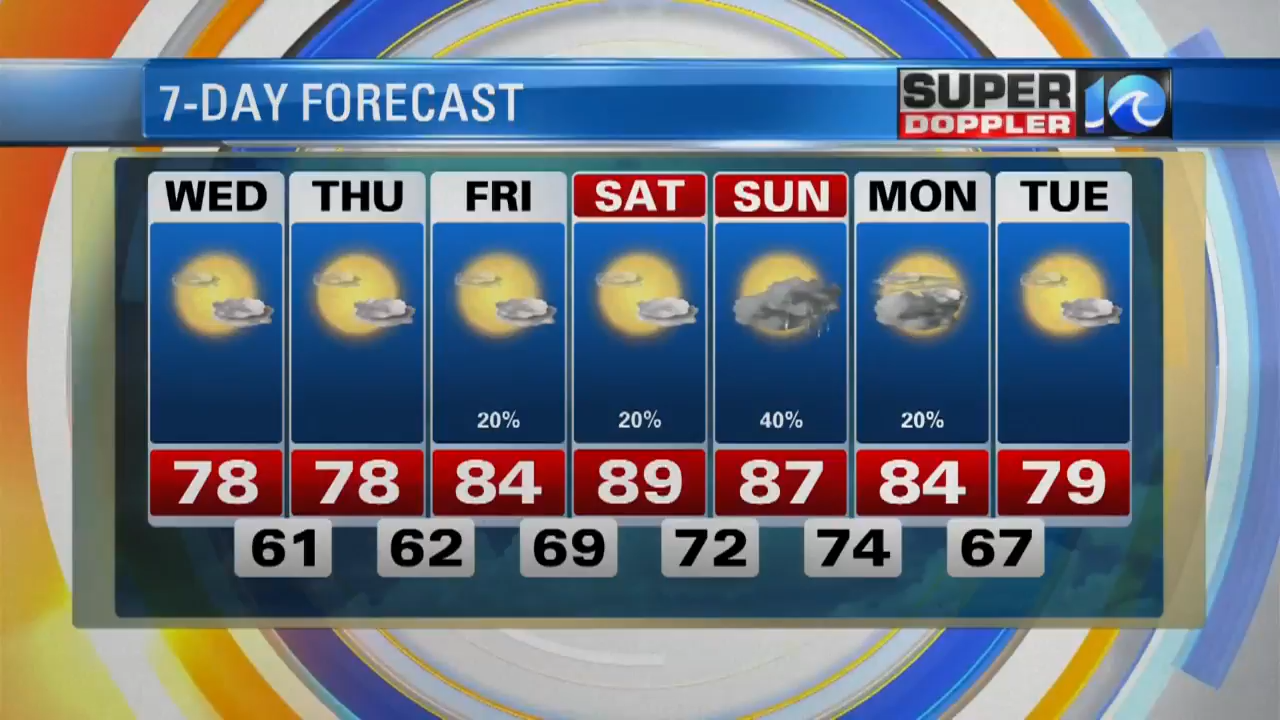 7-DAY FORECAST
SUPER
DOPPLER
10
WED THU FRI SAT SUN MON TUE
20% 20% 40% 20%
78 78 84 89 87 84 79
61 62 69 72 74 67